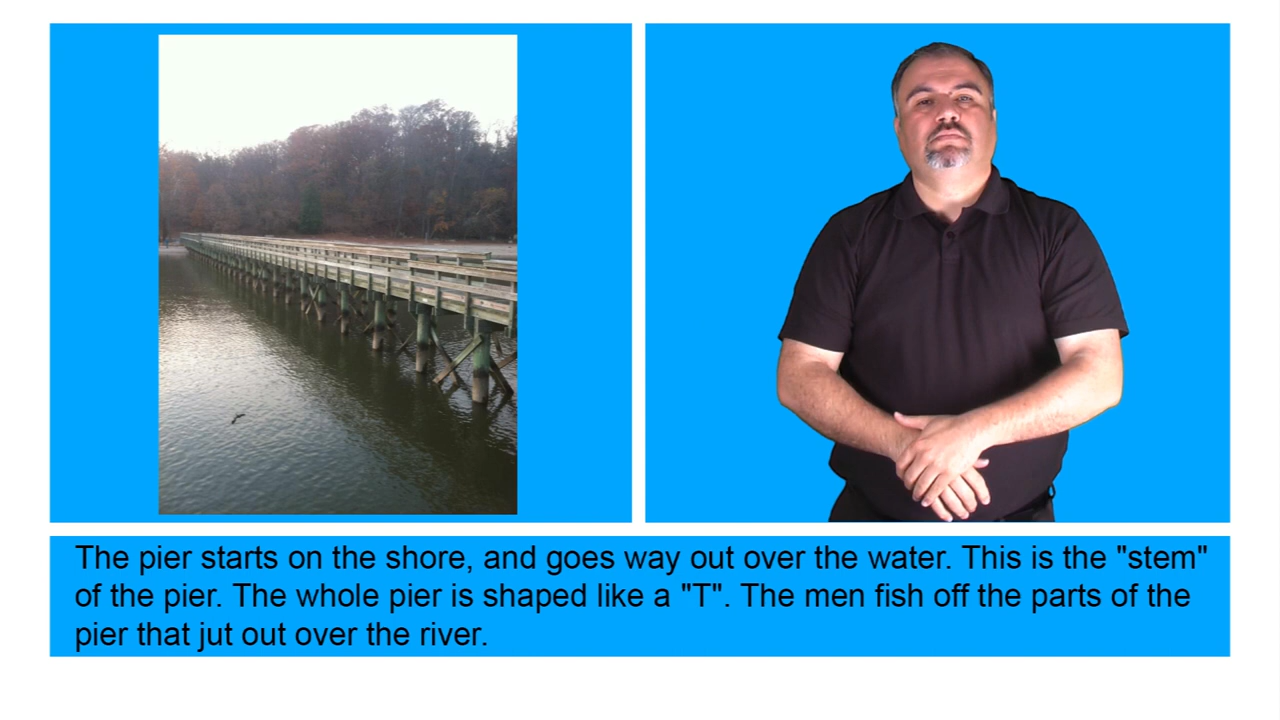 The pier starts on the shore, and goes way out over the water. This is the "stem"
of the pier. The whole pier is shaped like a "T". The men fish off the parts of the
pier that jut out over the river.